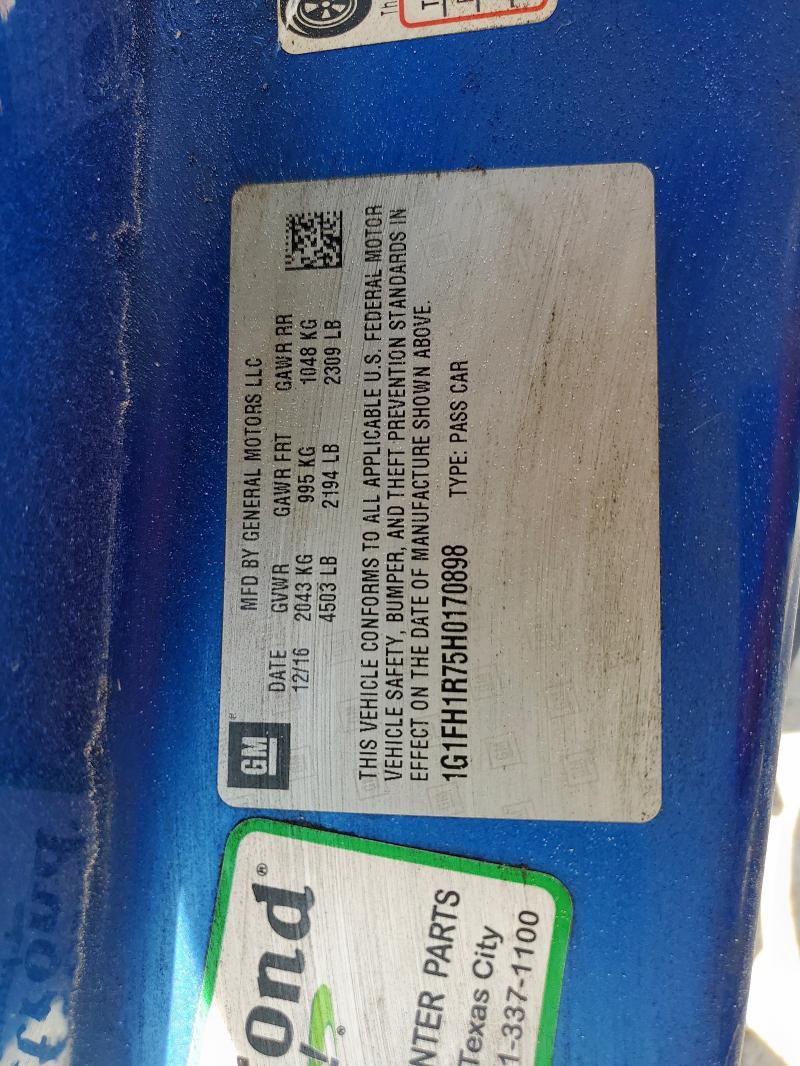 GM®
MFD BY GENERAL MOTORS LLC
DATE GVWR GAWR FRT GAWR RR
12/16 2043 KG 995 KG 1048 KG
4503 LB 2194 LB 2309 LB
THIS VEHICLE CONFORMS TO ALL APPLICABLE U.S. FEDERAL MOTOR
VEHICLE SAFETY, BUMPER, AND THEFT PREVENTION STANDARDS IN
EFFECT ON THE DATE OF MANUFACTURE SHOWN ABOVE.
1G1FH1R75H0170898 TYPE: PASS CAR
Ond®
!®
NTER PARTS
Texas City
1-337-1100
Th